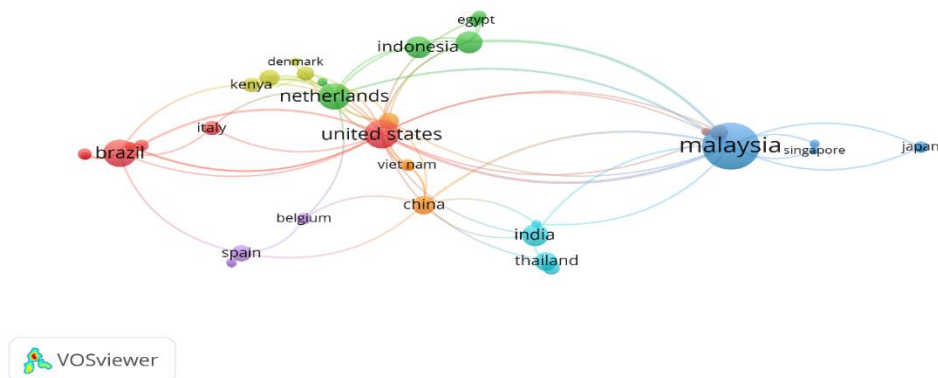 egypt
indonesia
denmark
kenya
netherlands
italy
united states
brazil
malaysia
singapore
japan
viet nam
china
belgium
india
spain
thailand
VOSviewer